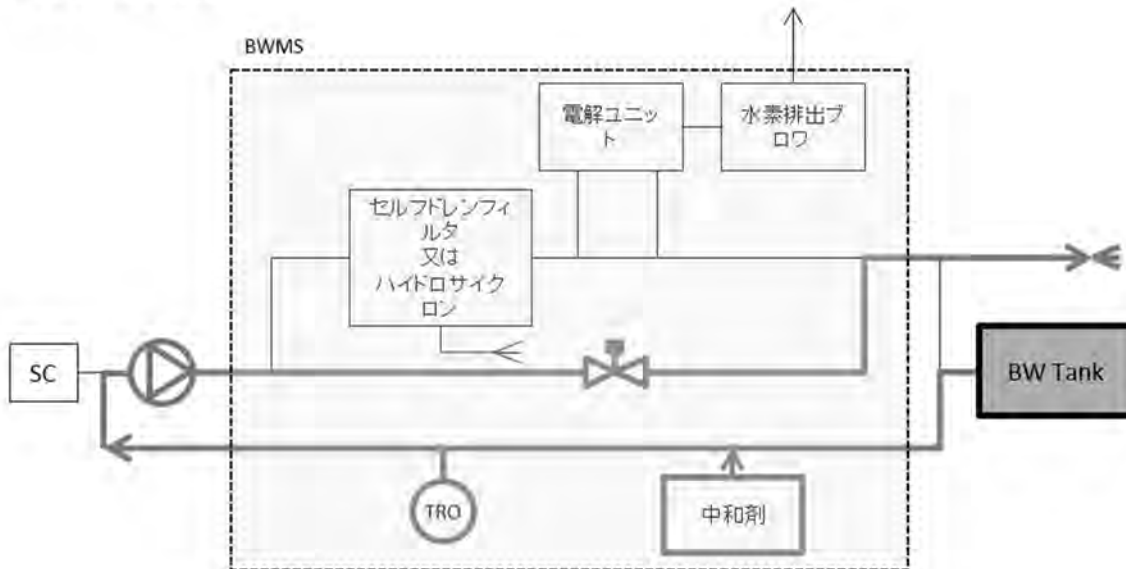 BWMS
電解ユニッ
ト
水素排出ブ
ロワ
セルフドレンフィ
ルタ
又は
ハイドロサイク
ロン
SC
BW Tank
TRO
中和剤